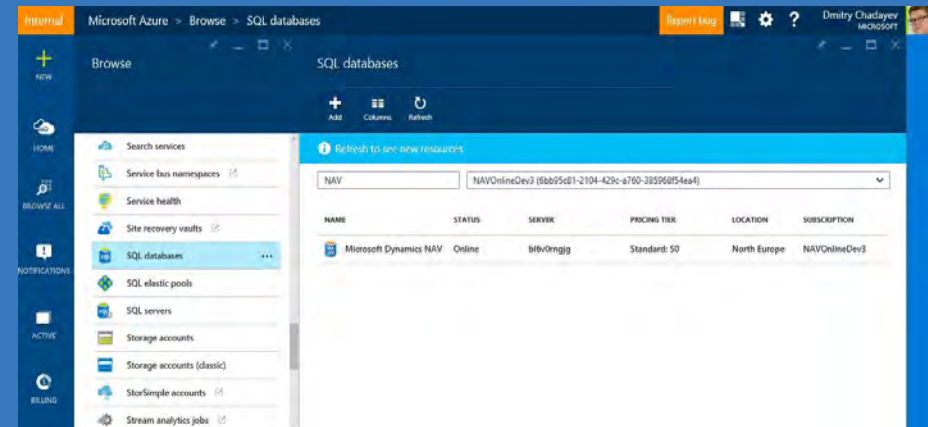 Internal
Microsoft Azure > Browse > SQL databases
Report bug
?
Dmitry Chadayev
MICROSOFT
NEW
HOME
BROWSE ALL
NOTIFICATIONS
ACTIVE
BILLING
Browse
Search services
Service bus namespaces
Service health
Site recovery vaults
SQL databases ...
SQL elastic pools
SQL servers
Storage accounts
Storage accounts (classic)
StorSimple accounts
Stream analytics jobs
SQL databases
Add Columns Refresh
Refresh to see new resources
NAV
NAME STATUS SERVER PRICING TIER LOCATION SUBSCRIPTION
Microsoft Dynamics NAV Online Standard: S0 North Europe NAVOnlineDev3